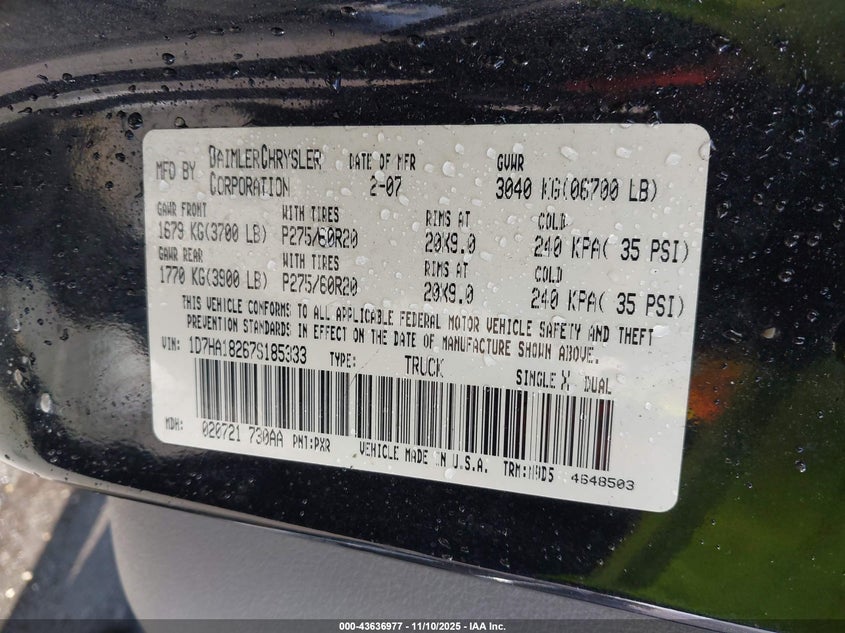 MFD BY DAIMLERCHRYSLER CORPORATION DATE OF MFR 2-07 GVWR 3040 KG(06700 LB)
GAWR FRONT WITH TIRES RIMS AT COLD
1679 KG(3700 LB) P275/60R20 20X9.0 240 KPA( 35 PSI)
GAWR REAR WITH TIRES RIMS AT COLD
1770 KG(3900 LB) P275/60R20 20X9.0 240 KPA( 35 PSI)
THIS VEHICLE CONFORMS TO ALL APPLICABLE FEDERAL MOTOR VEHICLE SAFETY AND THEFT
PREVENTION STANDARDS IN EFFECT ON THE DATE OF MANUFACTURE SHOWN ABOVE.
VIN: 1D7HA18267S185333 TYPE: TRUCK SINGLE X DUAL
MDH: 020721 730AA PNT:PXR VEHICLE MADE IN U.S.A. TRM:M9D5 4648503
000-43636977 - 11/10/2025 - IAA Inc.